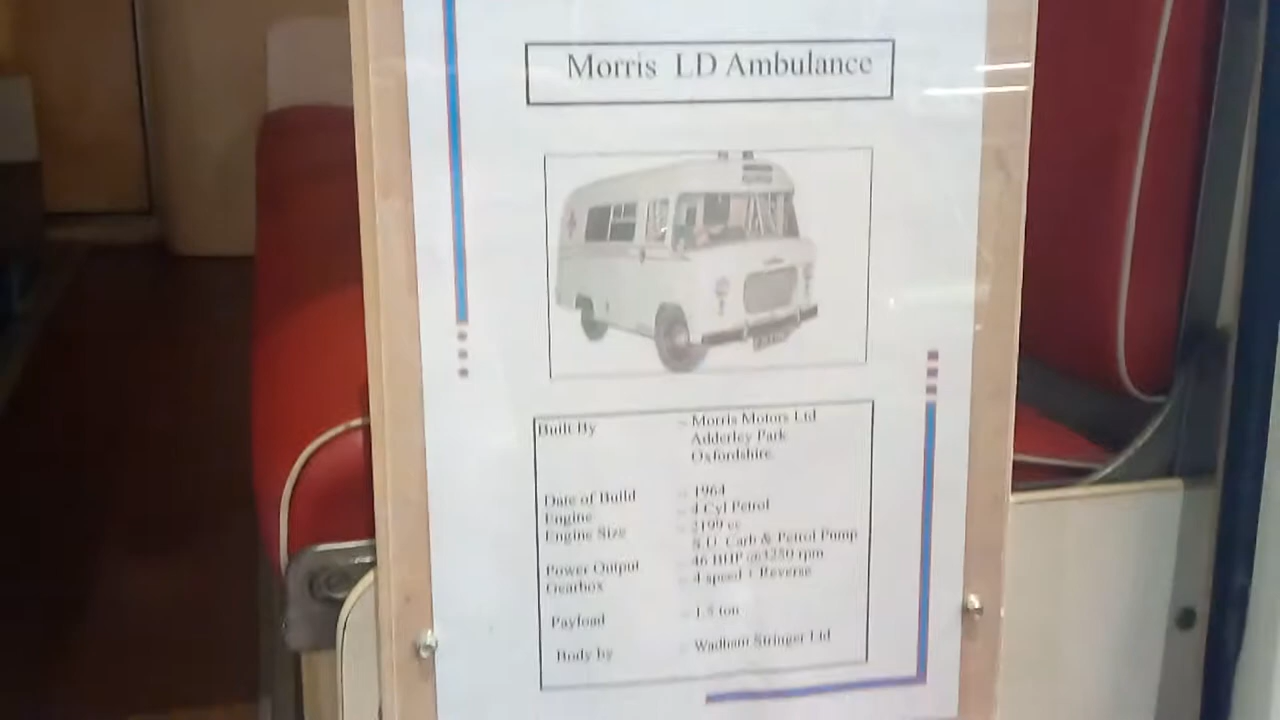 Morris LD Ambulance
Built By - Morris Motors Ltd
Adderley Park
Oxfordshire.
Date of Build - 1964
Engine - 4 Cyl Petrol
Engine Size - 2199 cc
S.U. Carb & Petrol Pump
Power Output - 46 BHP @3250 rpm
Gearbox - 4 speed + Reverse
Payload - 1.5 ton
Body by - Wadham Stringer Ltd